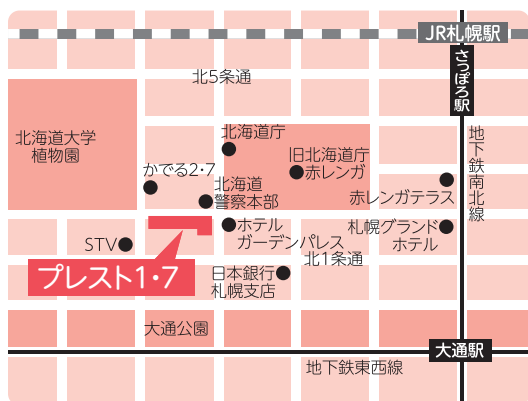 JR札幌駅
さっぽろ駅
北5条通
北海道大学
植物園
北海道庁
旧北海道庁
赤レンガ
かでる2・7
北海道
警察本部
地下鉄南北線
赤レンガテラス
ホテル
ガーデンパレス
札幌グランド
ホテル
STV
北1条通
プレスト1・7
日本銀行
札幌支店
大通公園
大通駅
地下鉄東西線